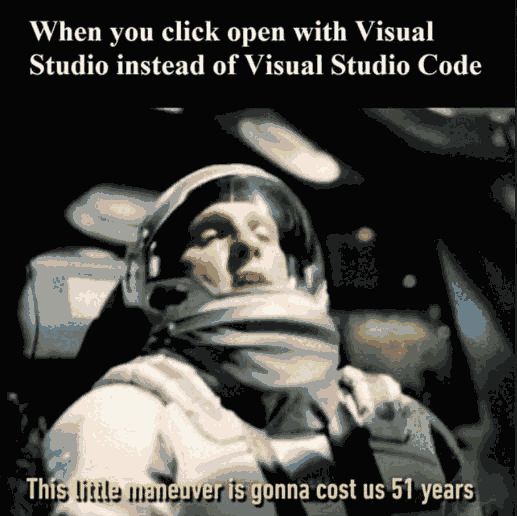 When you click open with Visual
Studio instead of Visual Studio Code
This little maneuver is gonna cost us 51 years